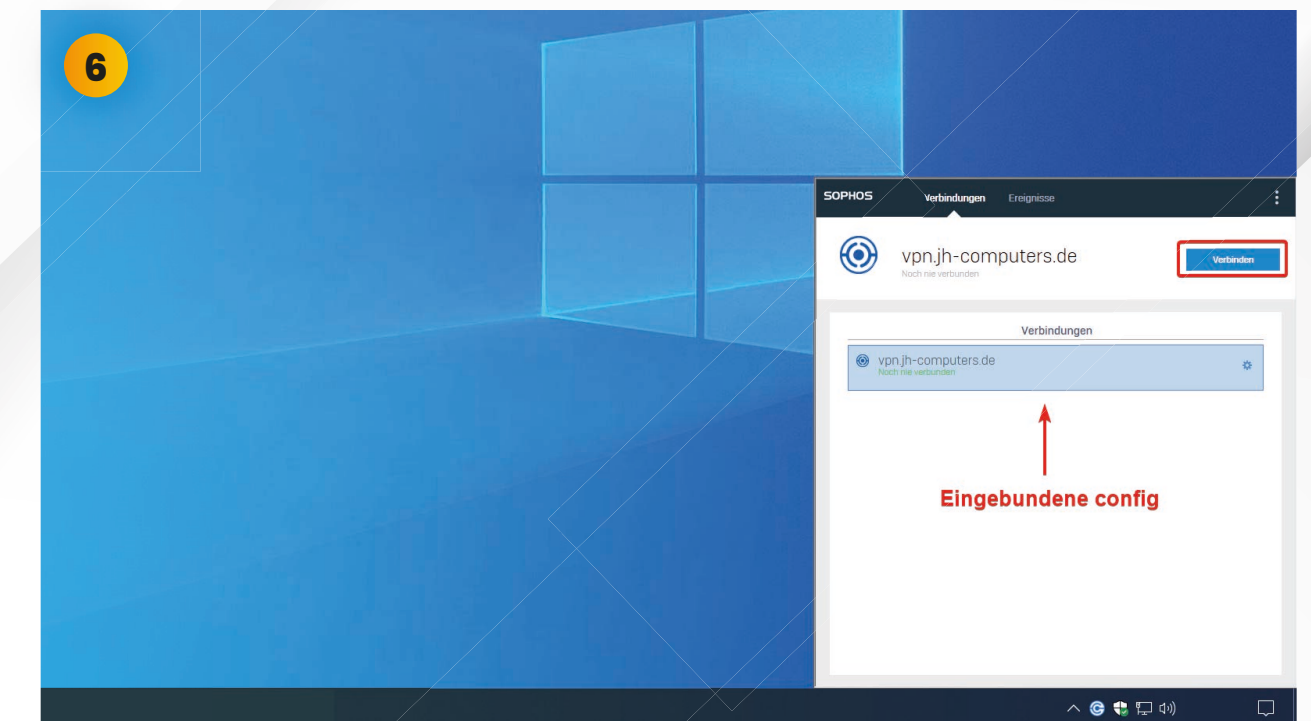 6
SOPHOS Verbindungen Ereignisse
vpn.jh-computers.de
Noch nie verbunden
Verbinden
Verbindungen
vpn.jh-computers.de
Noch nie verbunden
Eingebundene config